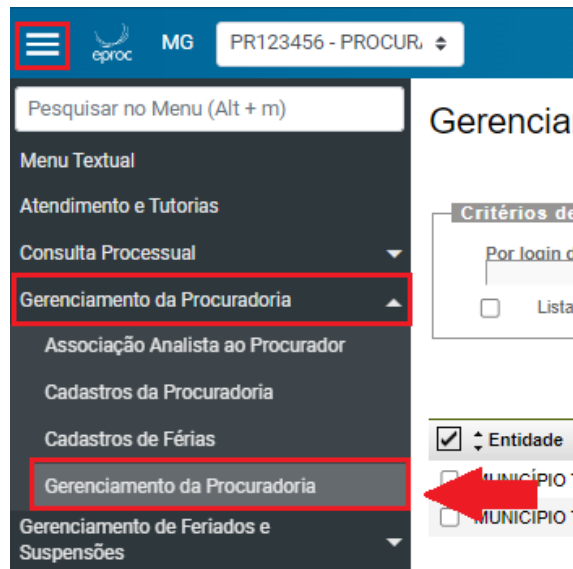 eproc
MG
PR123456 - PROCUR
Pesquisar no Menu (Alt + m)
Gerencia
Menu Textual
Atendimento e Tutorias
Critérios de
Consulta Processual
Por login d
Lista
Gerenciamento da Procuradoria
Associação Analista ao Procurador
Cadastros da Procuradoria
Cadastros de Férias
Entidade
Gerenciamento da Procuradoria
MUNICÍPIO
Gerenciamento de Feriados e
Suspensões
MUNICÍPIO